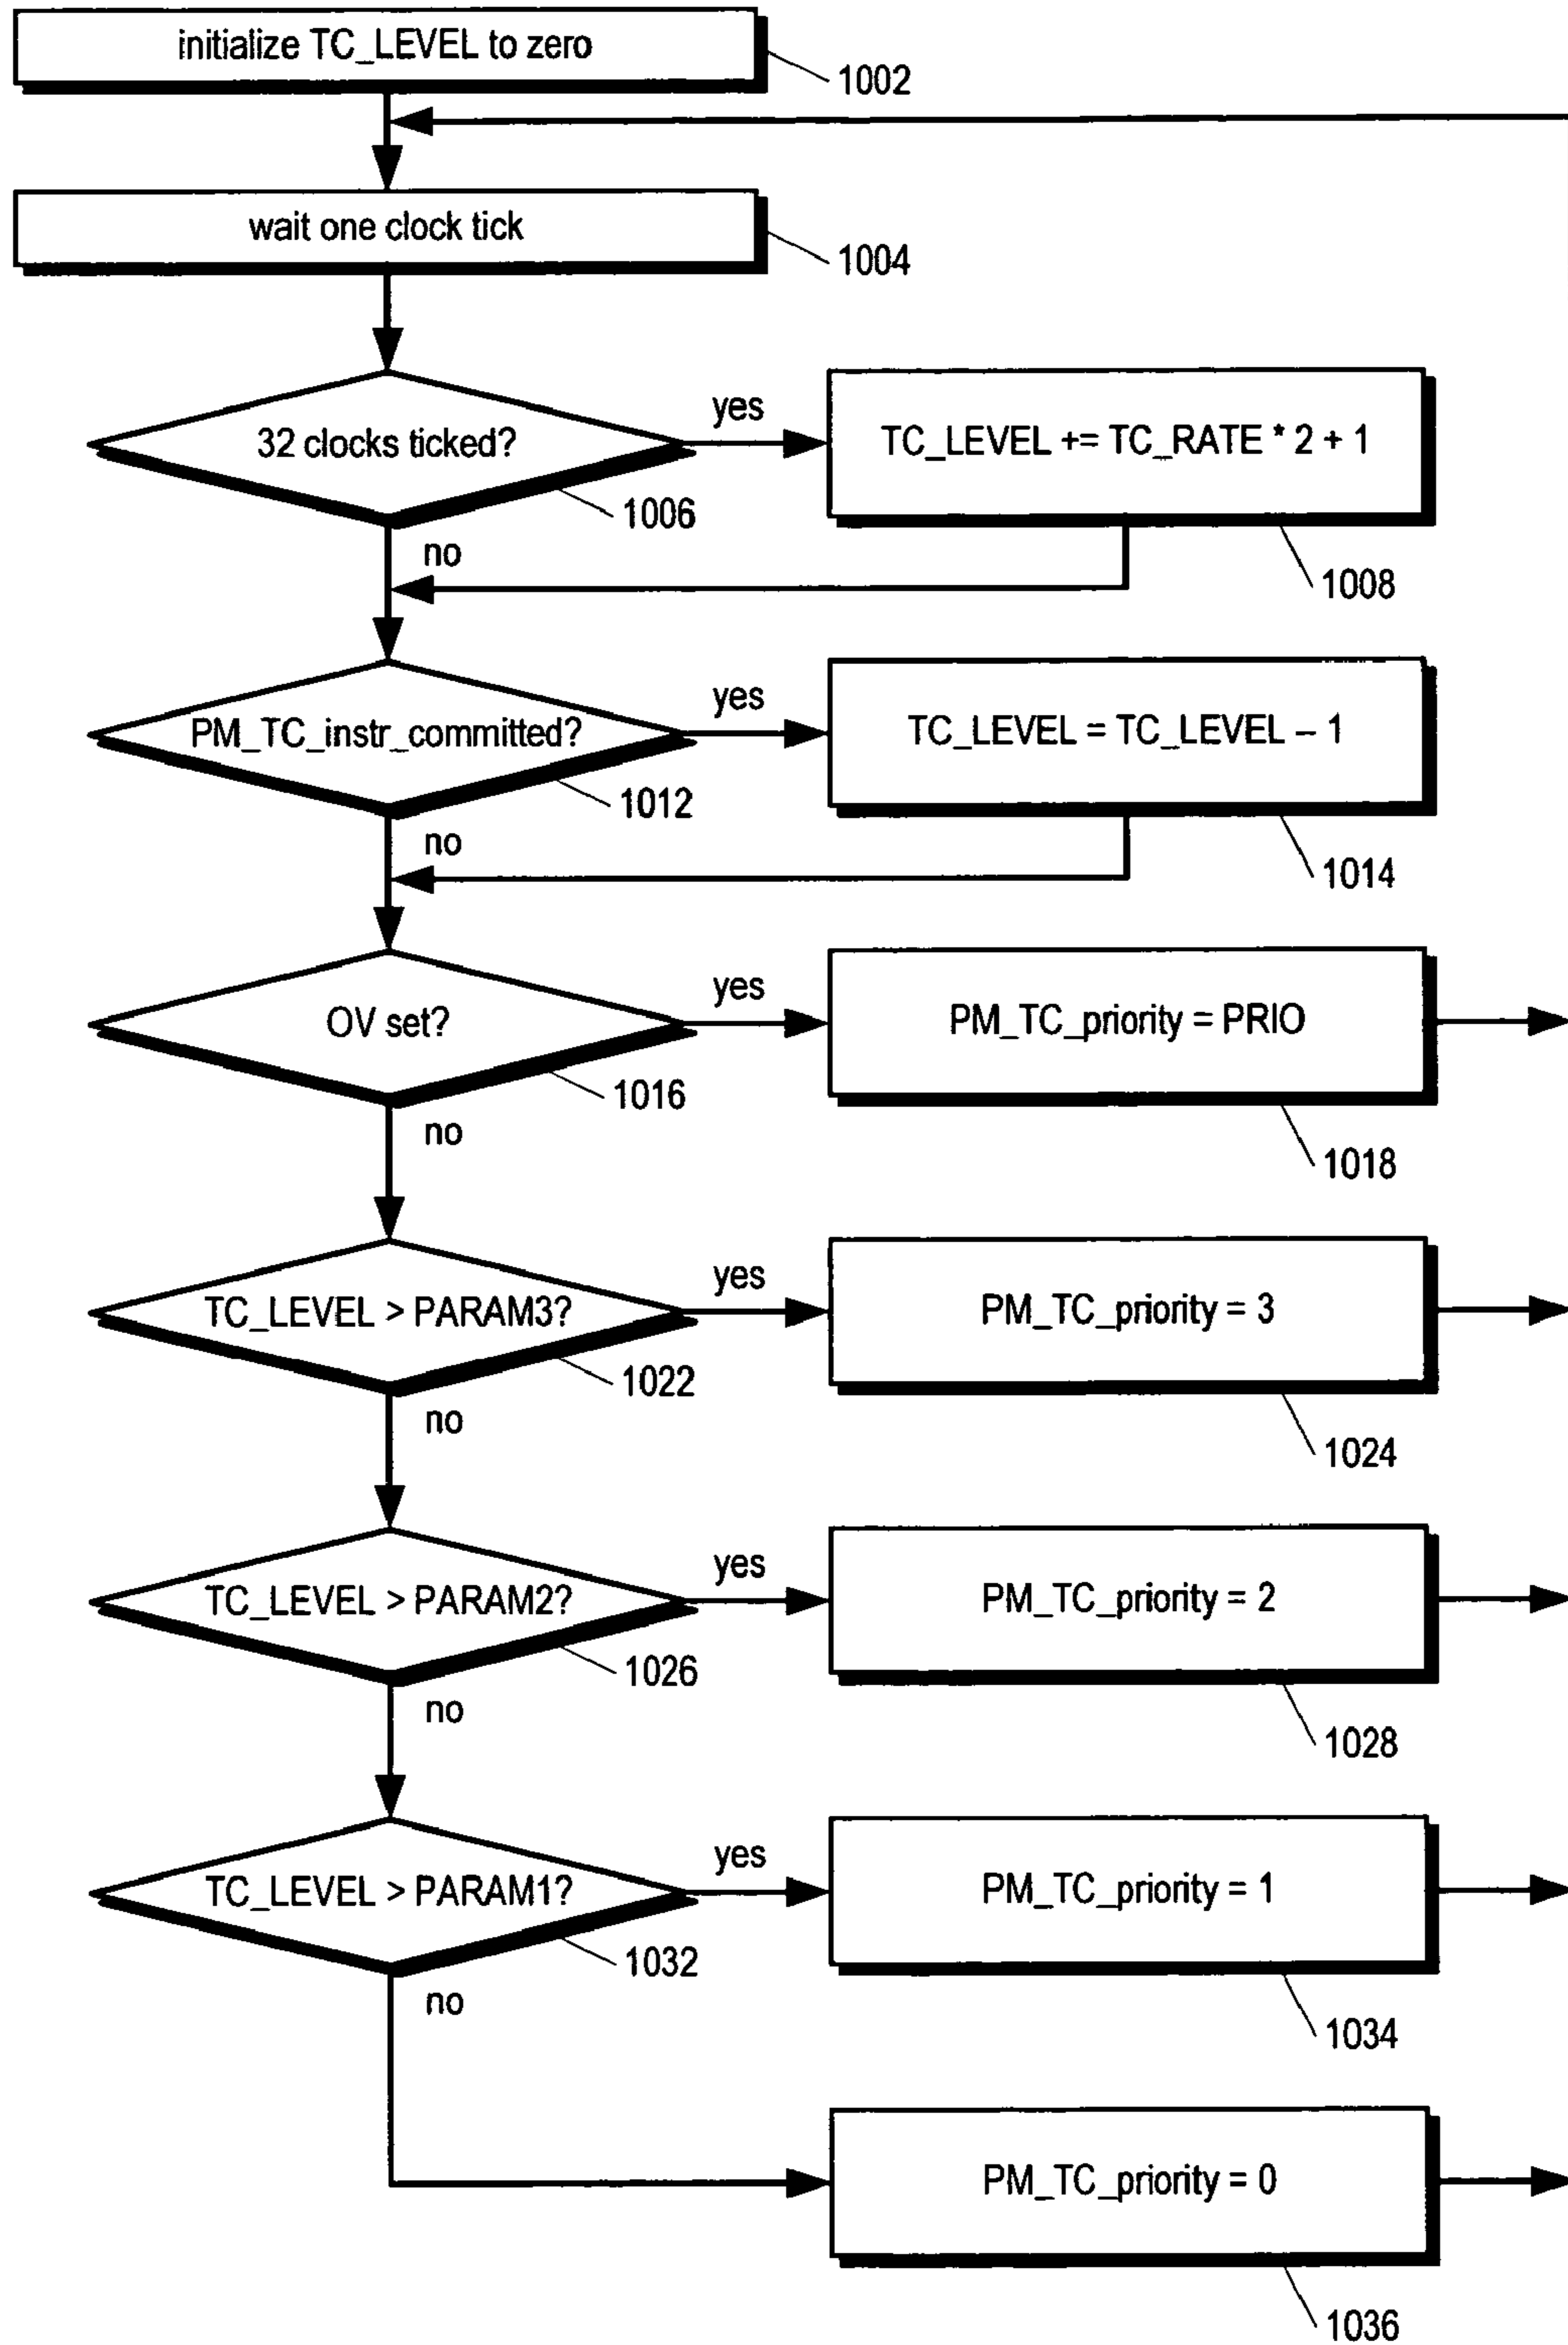 initialize TC_LEVEL to zero
1002
wait one clock tick
1004
32 clocks ticked?
yes
TC_LEVEL += TC_RATE * 2 + 1
1006
no
1008
PM_TC_instr_committed?
yes
TC_LEVEL = TC_LEVEL – 1
1012
no
1014
OV set?
yes
PM_TC_priority = PRIO
1016
no
1018
TC_LEVEL > PARAM3?
yes
PM_TC_priority = 3
1022
no
1024
TC_LEVEL > PARAM2?
yes
PM_TC_priority = 2
1026
no
1028
TC_LEVEL > PARAM1?
yes
PM_TC_priority = 1
1032
no
1034
PM_TC_priority = 0
1036